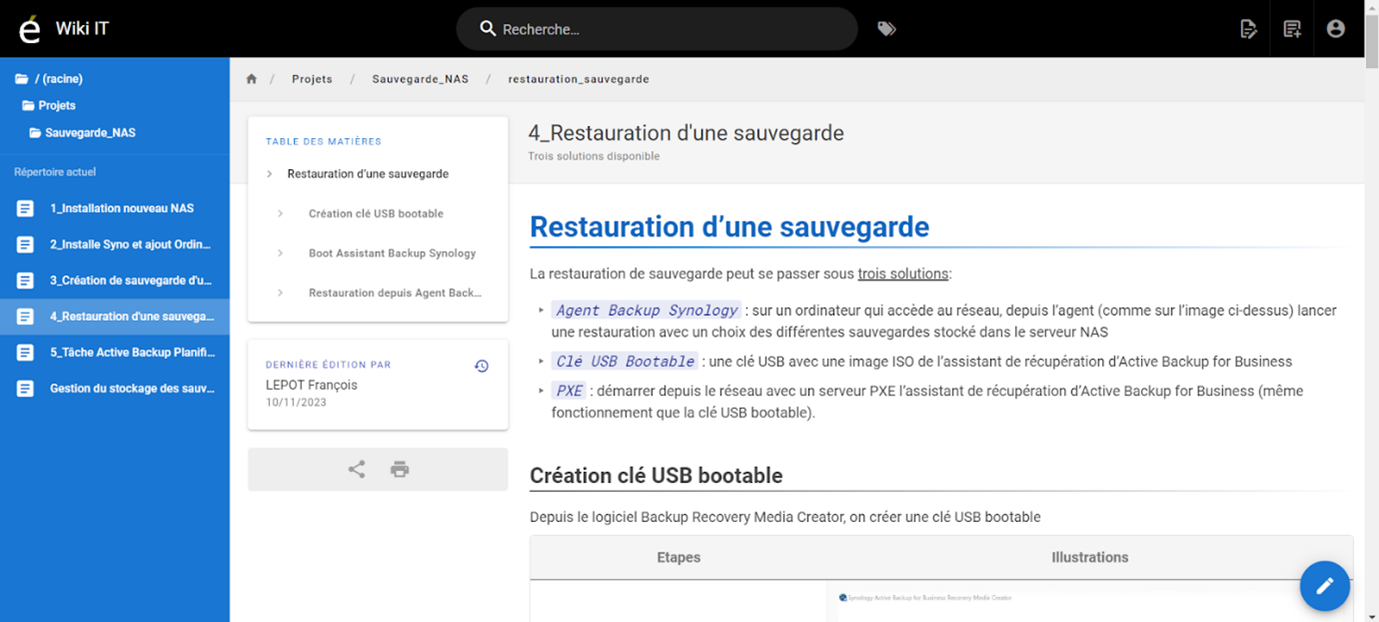 é Wiki IT
Recherche...
/ (racine)
Projets
Sauvegarde_NAS
Répertoire actuel
1_Installation nouveau NAS
2_Installe Syno et ajout Ordin...
3_Création de sauvegarde d'u...
4_Restauration d'une sauvega...
5_Tâche Active Backup Planifi...
Gestion du stockage des sauv...
/ Projets / Sauvegarde_NAS / restauration_sauvegarde
TABLE DES MATIÈRES
Restauration d'une sauvegarde
Création clé USB bootable
Boot Assistant Backup Synology
Restauration depuis Agent Back...
DERNIÈRE ÉDITION PAR
LEPOT François
10/11/2023
4_Restauration d'une sauvegarde
Trois solutions disponible
Restauration d’une sauvegarde
La restauration de sauvegarde peut se passer sous trois solutions:
Agent Backup Synology : sur un ordinateur qui accède au réseau, depuis l’agent (comme sur l’image ci-dessus) lancer
une restauration avec un choix des différentes sauvegardes stocké dans le serveur NAS
Clé USB Bootable : une clé USB avec une image ISO de l’assistant de récupération d’Active Backup for Business
PXE : démarrer depuis le réseau avec un serveur PXE l’assistant de récupération d’Active Backup for Business (même
fonctionnement que la clé USB bootable).
Création clé USB bootable
Depuis le logiciel Backup Recovery Media Creator, on créer une clé USB bootable
Etapes Illustrations
Synology Active Backup for Business Recovery Media Creator